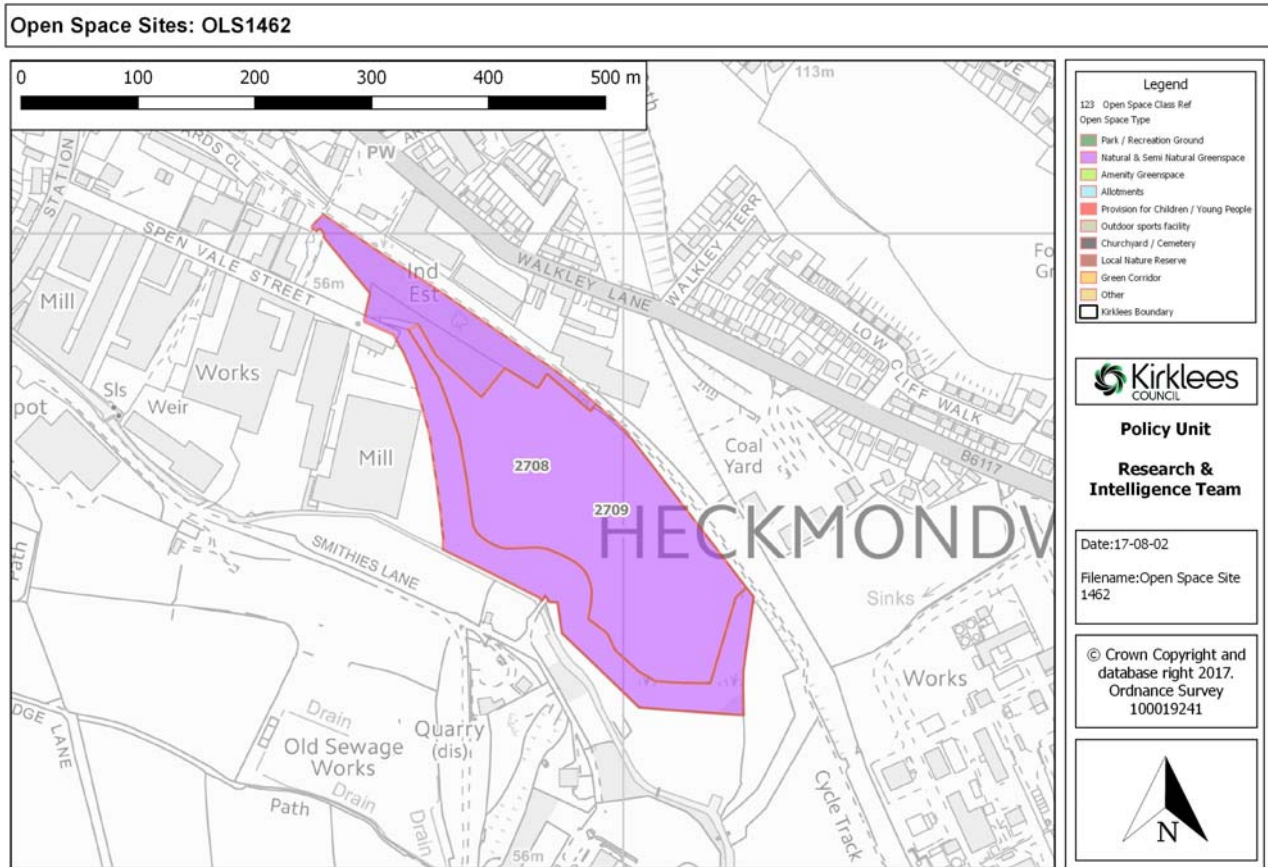 Open Space Sites: OLS1462
0 100 200 300 400 500 m
113m
PW
STATION
SPEN VALE STREET
56m
Ind
Est
WALKLEY LANE
WALKLEY TERR
LOW CLIFF WALK
B6117
Mill
Works
Sls
Weir
Mill
Coal
Yard
2708
2709
HECKMONDW
SMITHIES LANE
Path
Sinks
Works
Drain
Old Sewage
Works
Quarry
(dis)
Path
Drain
Drain
56m
Cycle Track
Legend
123 Open Space Class Ref
Open Space Type
Park / Recreation Ground
Natural & Semi Natural Greenspace
Amenity Greenspace
Allotments
Provision for Children / Young People
Outdoor sports facility
Churchyard / Cemetery
Local Nature Reserve
Green Corridor
Other
Kirklees Boundary
Kirklees
COUNCIL
Policy Unit
Research &
Intelligence Team
Date:17-08-02
Filename:Open Space Site
1462
© Crown Copyright and
database right 2017.
Ordnance Survey
100019241
N